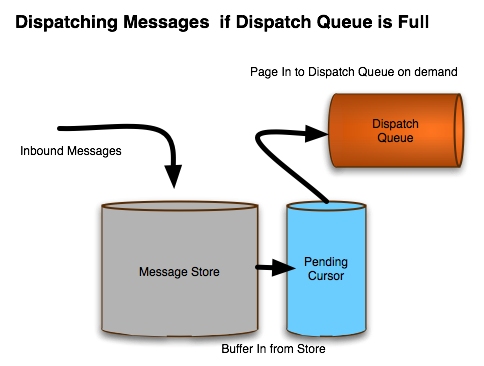 Dispatching Messages  if Dispatch Queue is Full
Page In to Dispatch Queue on demand
Dispatch
Queue
Inbound Messages
Message Store
Pending
Cursor
Buffer In from Store